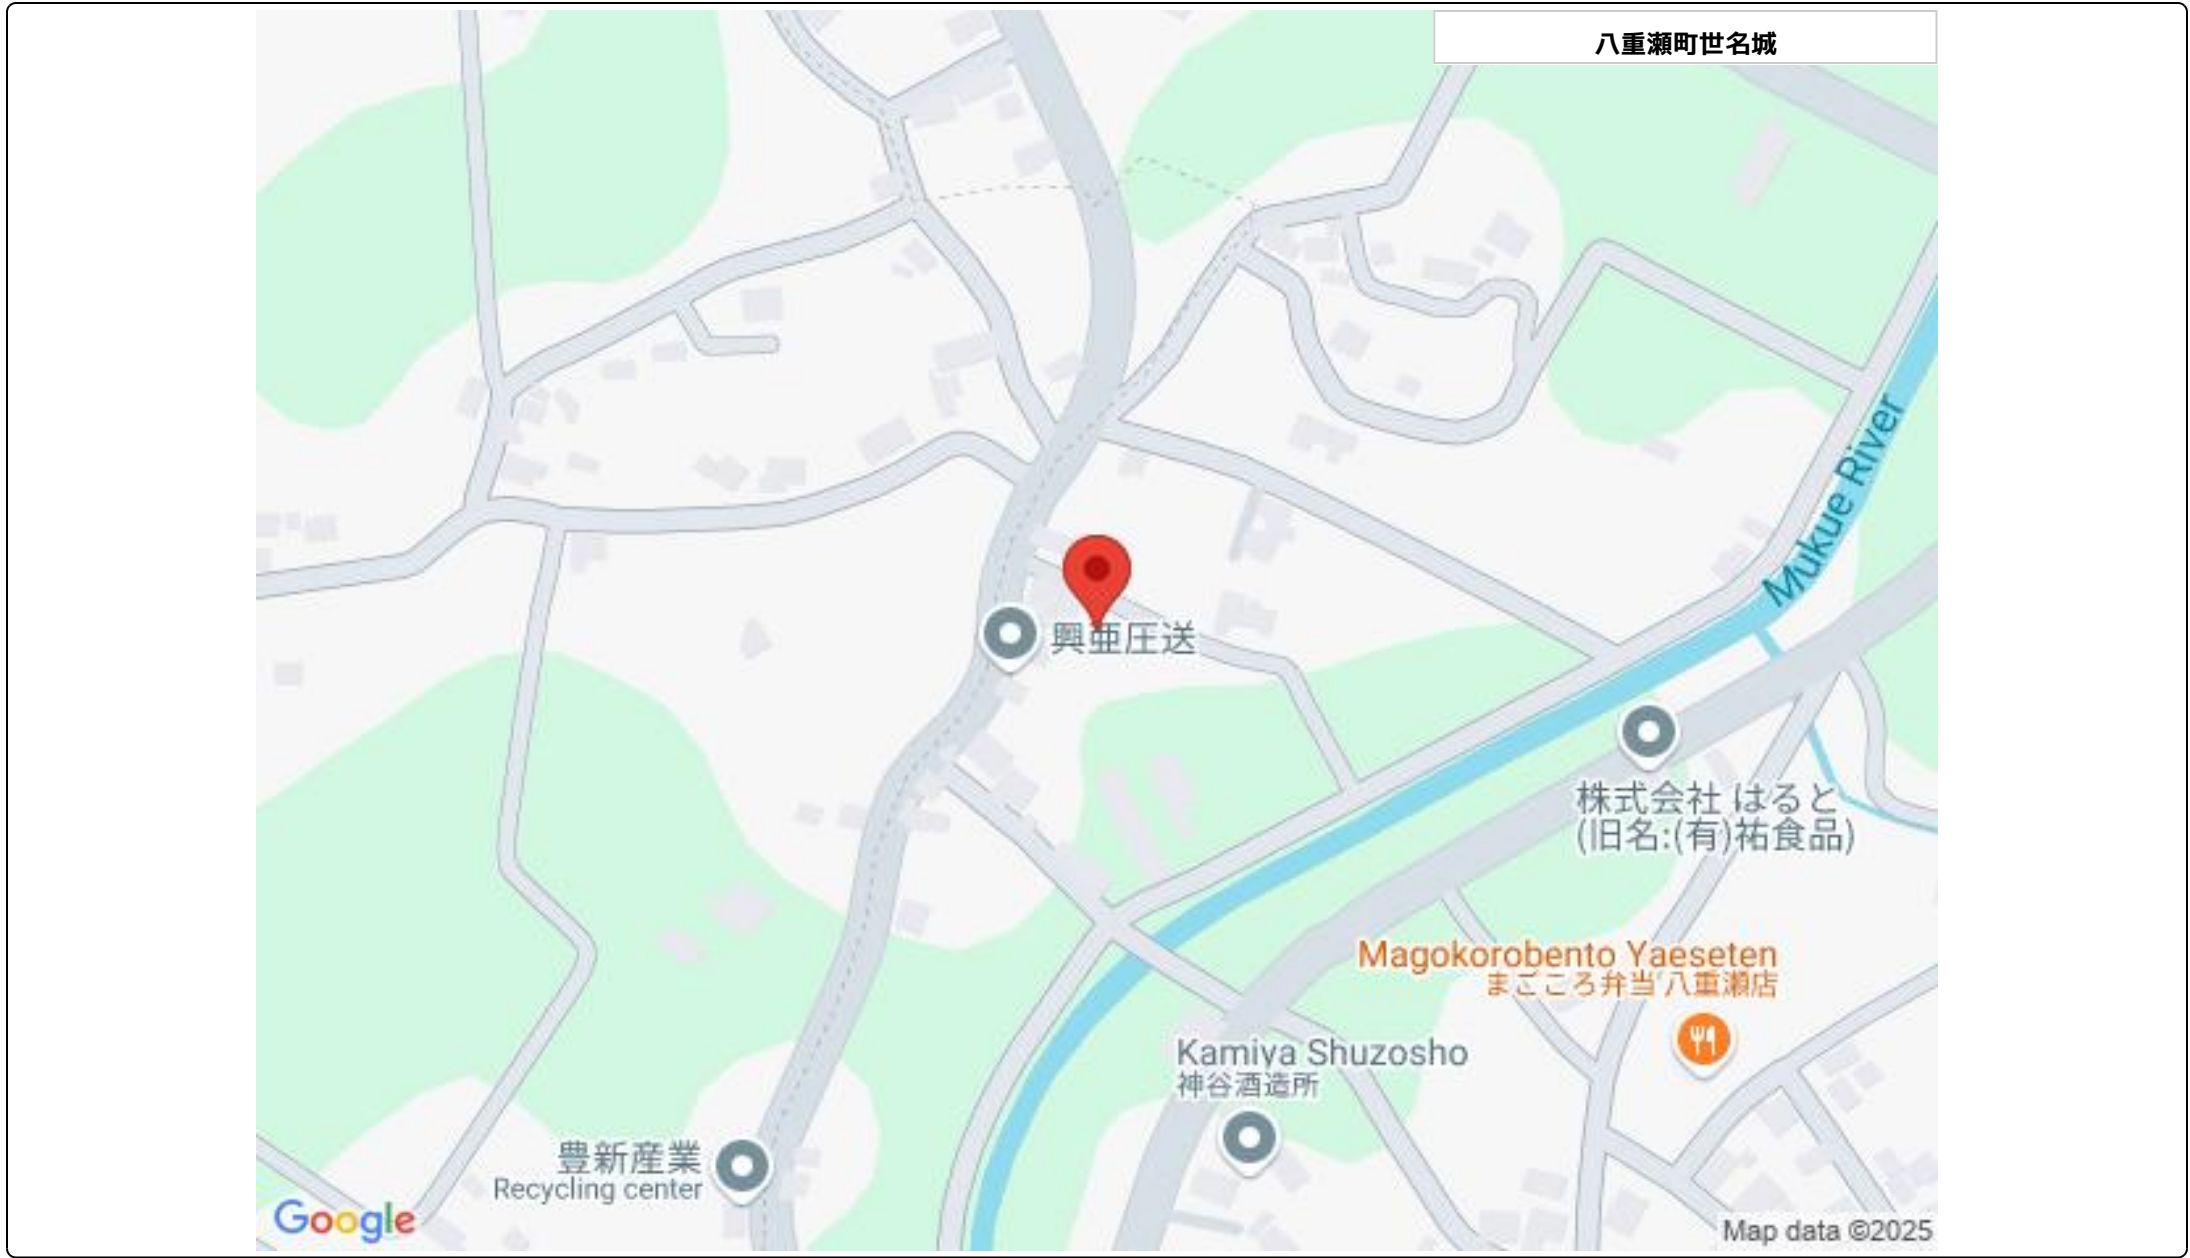 八重瀬町世名城
Mukue River
興亜圧送
株式会社 はると
(旧名:(有)祐食品)
Magokorobento Yaeseten
まごころ弁当 八重瀬店
Kamiya Shuzosho
神谷酒造所
豊新産業
Recycling center
Google
Map data ©2025